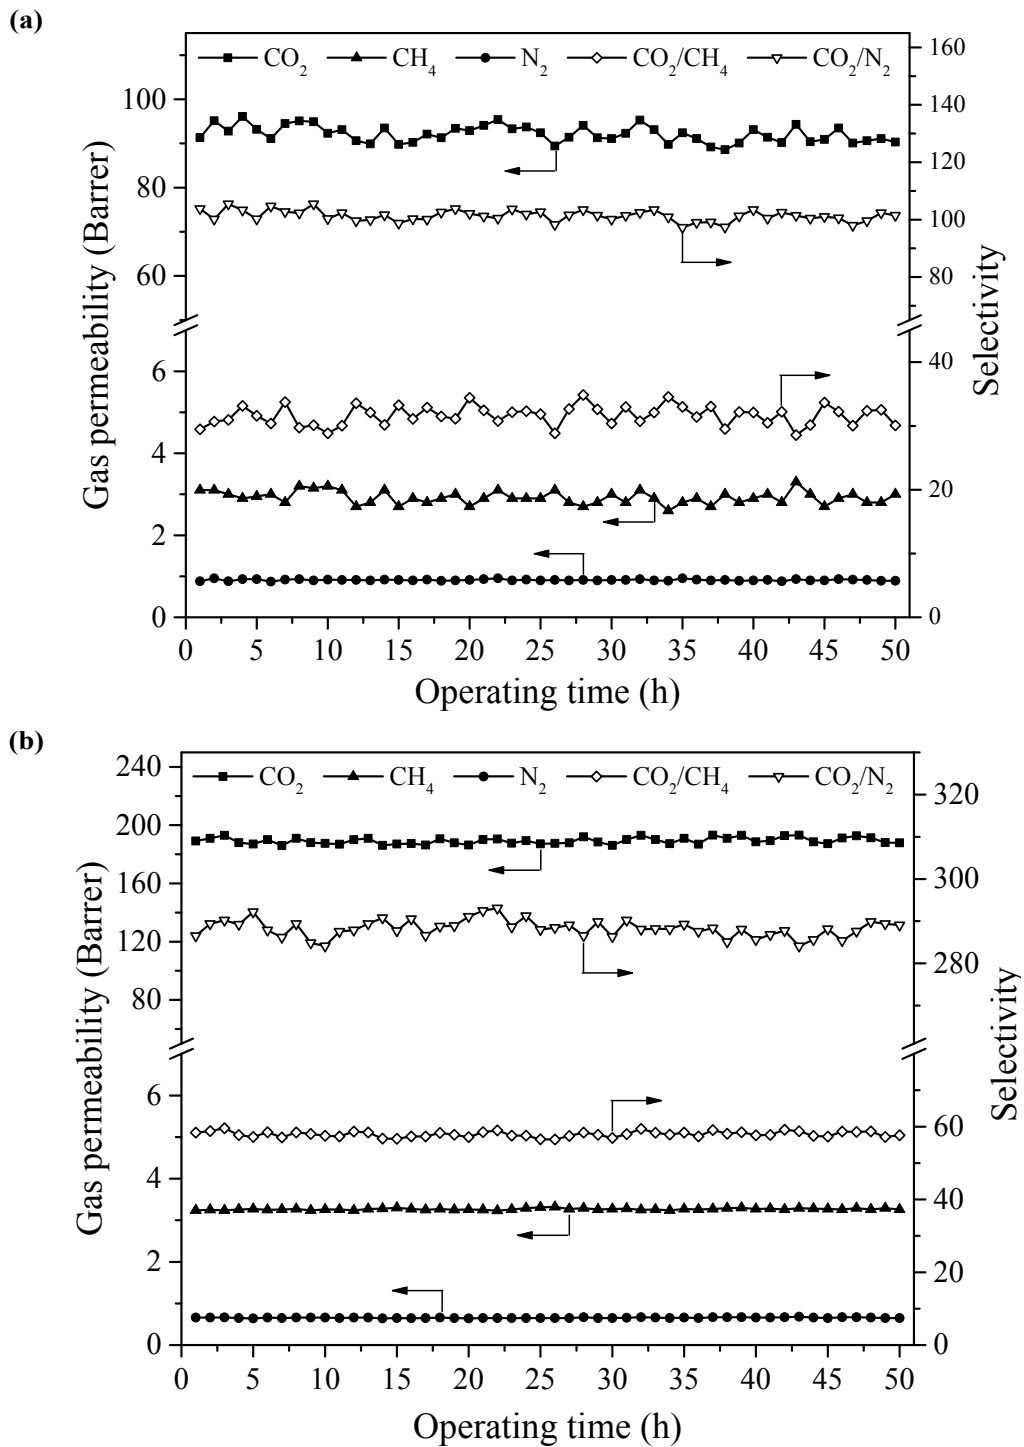 (a)
CO2 CH4 N2 CO2/CH4 CO2/N2
Gas permeability (Barrer)
100
80
60
6
4
2
0
160
140
120
100
80
40
20
0
Selectivity
0 5 10 15 20 25 30 35 40 45 50
Operating time (h)
(b)
CO2 CH4 N2 CO2/CH4 CO2/N2
Gas permeability (Barrer)
240
200
160
120
80
6
4
2
0
320
300
280
60
40
20
0
Selectivity
0 5 10 15 20 25 30 35 40 45 50
Operating time (h)